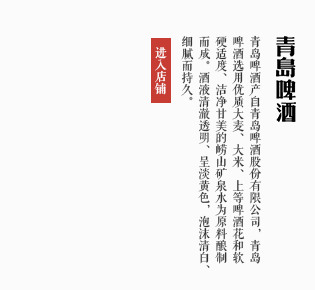 青岛啤酒
青岛啤酒产自青岛啤酒股份有限公司，青岛
啤酒选用优质大麦、大米、上等啤酒花和软
硬适度、洁净甘美的崂山矿泉水为原料酿制
而成。酒液清澈透明、呈淡黄色，泡沫清白、
细腻而持久。
进入店铺